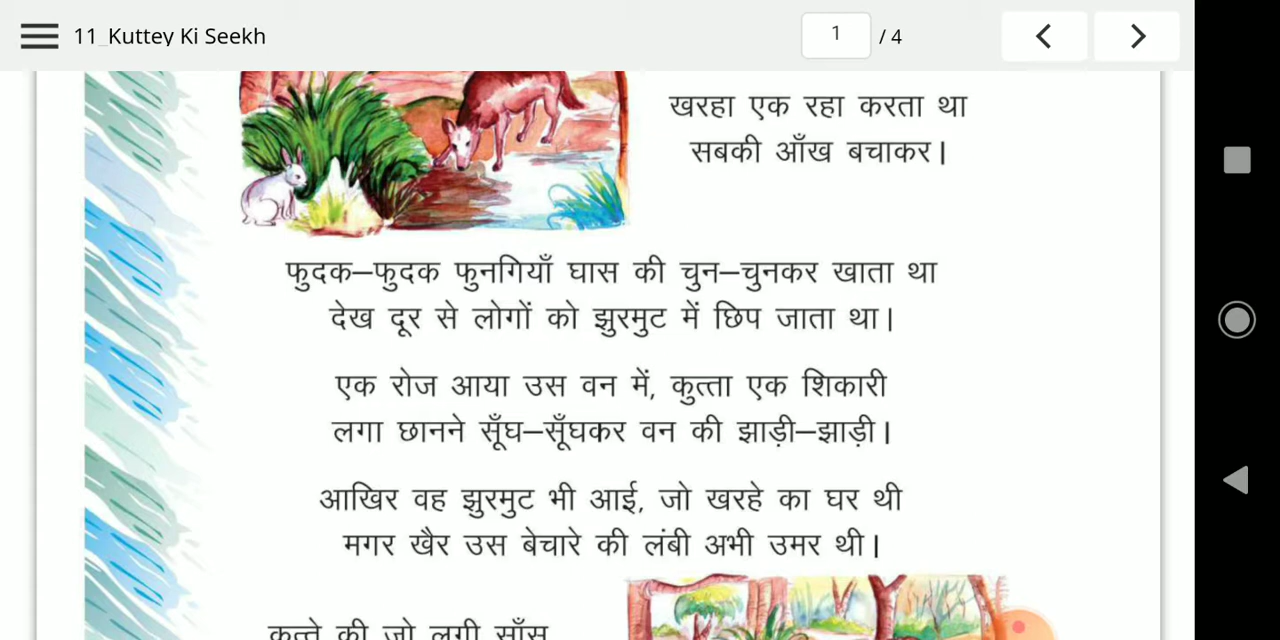 11_Kuttey Ki Seekh
1 / 4
खरहा एक रहा करता था
सबकी आँख बचाकर।
फुदक–फुदक फुनगियाँ घास की चुन–चुनकर खाता था
देख दूर से लोगों को झुरमुट में छिप जाता था।
एक रोज आया उस वन में, कुत्ता एक शिकारी
लगा छानने सूँघ–सूँघकर वन की झाड़ी–झाड़ी।
आखिर वह झुरमुट भी आई, जो खरहे का घर थी
मगर खैर उस बेचारे की लंबी अभी उमर थी।
कुत्ते की जो लगी साँस